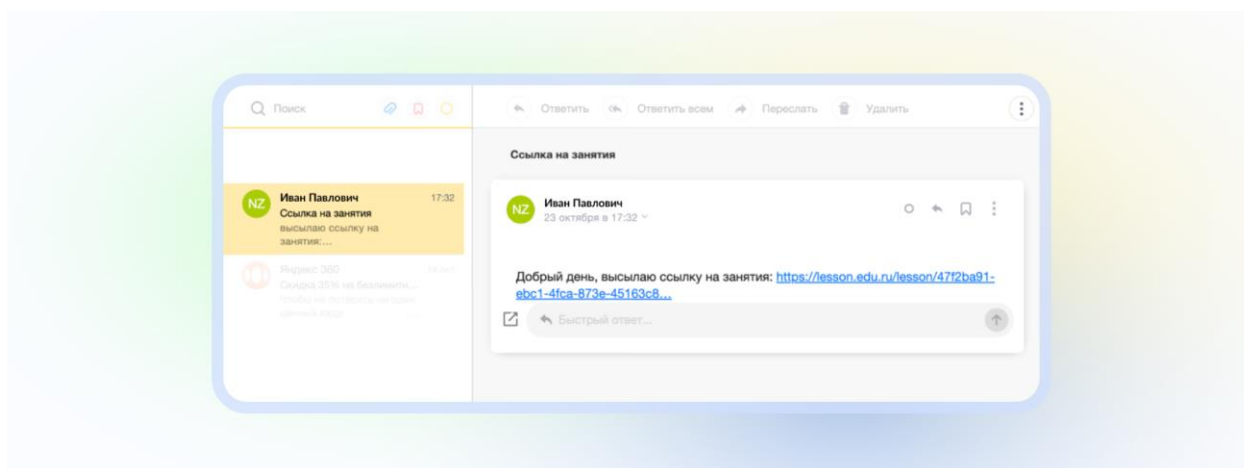 Поиск
Ответить
Ответить всем
Переслать
Удалить
Ссылка на занятия
NZ
Иван Павлович
17:32
Ссылка на занятия
высылаю ссылку на
занятия:...
Яндекс 360
Скидка 35% на безлимитн...
NZ
Иван Павлович
23 октября в 17:32
Добрый день, высылаю ссылку на занятия: https://lesson.edu.ru/lesson/47f2ba91-
ebc1-4fca-873e-45163c8...
Быстрый ответ...